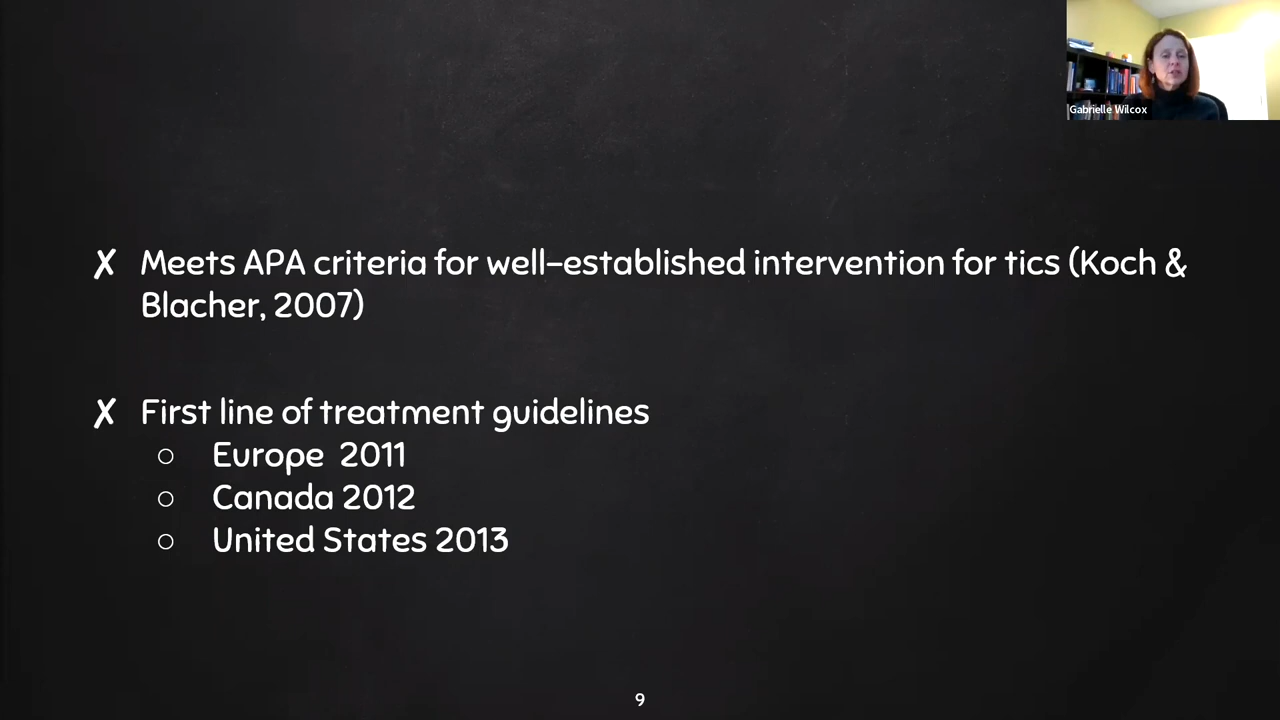 Gabrielle Wilcox
✗ Meets APA criteria for well–established intervention for tics (Koch &
Blacher, 2007)
✗ First line of treatment guidelines
○ Europe 2011
○ Canada 2012
○ United States 2013
9